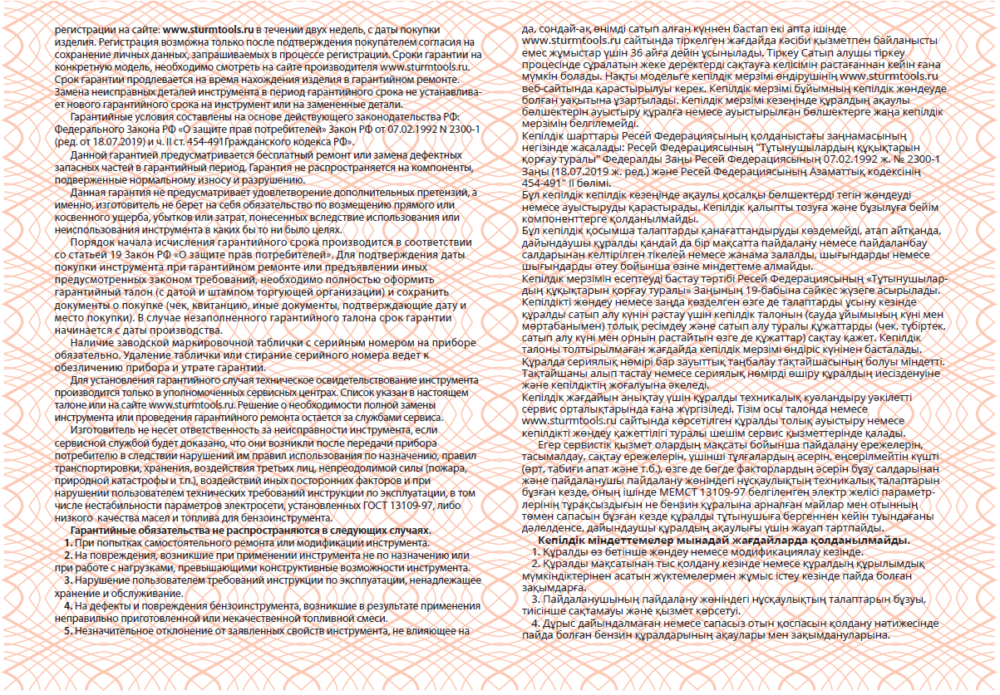 регистрации на сайте: www.sturmtools.ru в течении двух недель, с даты покупки
изделия. Регистрация возможна только после подтверждения покупателем согласия на
сохранение личных данных, запрашиваемых в процессе регистрации. Сроки гарантии на
конкретную модель, необходимо смотреть на сайте производителя www.sturmtools.ru.
Срок гарантии продлевается на время нахождения изделия в гарантийном ремонте.
Замена неисправных деталей инструмента в период гарантийного срока не устанавлива-
ет нового гарантийного срока на инструмент или на замененные детали.
Гарантийные условия составлены на основе действующего законодательства РФ:
Федерального Закона РФ «О защите прав потребителей» Закон РФ от 07.02.1992 N 2300-1
(ред. от 18.07.2019) и ч. II ст. 454-491Гражданского кодекса РФ».
Данной гарантией предусматривается бесплатный ремонт или замена дефектных
запасных частей в гарантийный период. Гарантия не распространяется на компоненты,
подверженные нормальному износу и разрушению.
Данная гарантия не предусматривает удовлетворение дополнительных претензий, а
именно, изготовитель не берет на себя обязательство по возмещению прямого или
косвенного ущерба, убытков или затрат, понесенных вследствие использования или
неиспользования инструмента в каких бы то ни было целях.
Порядок начала исчисления гарантийного срока производится в соответствии
со статьей 19 Закон РФ «О защите прав потребителей». Для подтверждения даты
покупки инструмента при гарантийном ремонте или предъявлении иных
предусмотренных законом требований, необходимо полностью оформить
гарантийный талон (с датой и штампом торгующей организации) и сохранить
документы о покупке (чек, квитанцию, иные документы, подтверждающие дату и
место покупки). В случае незаполненного гарантийного талона срок гарантии
начинается с даты производства.
Наличие заводской маркировочной таблички с серийным номером на приборе
обязательно. Удаление таблички или стирание серийного номера ведет к
обезличению прибора и утрате гарантии.
Для установления гарантийного случая техническое освидетельствование инструмента
производится только в уполномоченных сервисных центрах. Список указан в настоящем
талоне или на сайте www.sturmtools.ru. Решение о необходимости полной замены
инструмента или проведения гарантийного ремонта остается за службами сервиса.
Изготовитель не несет ответственность за неисправности инструмента, если
сервисной службой будет доказано, что они возникли после передачи прибора
потребителю в следствии нарушений им правил использования по назначению, правил
транспортировки, хранения, воздействия третьих лиц, непреодолимой силы (пожара,
природной катастрофы и т.п.), воздействий иных посторонних факторов и при
нарушении пользователем технических требований инструкции по эксплуатации, в том
числе нестабильности параметров электросети, установленных ГОСТ 13109-97, либо
низкого качества масел и топлива для бензоинструмента.
Гарантийные обязательства не распространяются в следующих случаях.
1. При попытках самостоятельного ремонта или модификации инструмента.
2. На повреждения, возникшие при применении инструмента не по назначению или
при работе с нагрузками, превышающими конструктивные возможности инструмента.
3. Нарушение пользователем требований инструкции по эксплуатации, ненадлежащее
хранение и обслуживание.
4. На дефекты и повреждения бензоинструмента, возникшие в результате применения
неправильно приготовленной или некачественной топливной смеси.
5. Незначительное отклонение от заявленных свойств инструмента, не влияющее на
да, сондай-ақ өнімді сатып алған күннен бастап екі апта ішінде
www.sturmtools.ru сайтында тіркелген жағдайда кәсіби қызметпен байланысты
емес жұмыстар үшін 36 айға дейін ұсынылады. Тіркеу Сатып алушы тіркеу
процесінде сұралатын жеке деректерді сақтауға келісімін растағаннан кейін ғана
мүмкін болады. Нақты модельге кепілдік мерзімі өндірушінің www.sturmtools.ru
веб-сайтында қарастырылуы керек. Кепілдік мерзімі бұйымның кепілдік жөндеуде
болған уақытына ұзартылады. Кепілдік мерзімі кезеңінде құралдың ақаулы
бөлшектерін ауыстыру құралға немесе ауыстырылған бөлшектерге жаңа кепілдік
мерзімін белгілемейді.
Кепілдік шарттары Ресей Федерациясының қолданыстағы заңнамасының
негізінде жасалады: Ресей Федерациясының "Тұтынушылардың құқықтарын
қорғау туралы" Федералды Заңы Ресей Федерациясының 07.02.1992 ж. № 2300-1
Заңы (18.07.2019 ж. ред.) және Ресей Федерациясының Азаматтық кодексінің
454-491" II бөлімі.
Бұл кепілдік кепілдік кезеңінде ақаулы қосалқы бөлшектерді тегін жөндеуді
немесе ауыстыруды қарастырады. Кепілдік қалыпты тозуға және бұзылуға бейім
компоненттерге қолданылмайды.
Бұл кепілдік қосымша талаптарды қанағаттандыруды көздемейді, атап айтқанда,
дайындаушы құралды қандай да бір мақсатта пайдалану немесе пайдаланбау
салдарынан келтірілген тікелей немесе жанама залалды, шығындарды немесе
шығындарды өтеу бойынша өзіне міндеттеме алмайды.
Кепілдік мерзімін есептеуді бастау тәртібі Ресей Федерациясының «Тұтынушылар-
дың құқықтарын қорғау туралы» Заңының 19-бабына сәйкес жүзеге асырылады.
Кепілдікті жөндеу немесе заңда көзделген өзге де талаптарды ұсыну кезінде
құралды сатып алу күнін растау үшін кепілдік талонын (сауда ұйымының күні мен
мөртабанымен) толық ресімдеу және сатып алу туралы құжаттарды (чек, түбіртек,
сатып алу күні мен орнын растайтын өзге де құжаттар) сақтау қажет. Кепілдік
талоны толтырылмаған жағдайда кепілдік мерзімі өндіріс күнінен басталады.
Құралда сериялық нөмірі бар зауыттық таңбалау тақтайшасының болуы міндетті.
Тақтайшаны алып тастау немесе сериялық нөмірді өшіру құралдың иесізденуіне
және кепілдіктің жоғалуына әкеледі.
Кепілдік жағдайын анықтау үшін құралды техникалық куәландыру уәкілетті
сервис орталықтарында ғана жүргізіледі. Тізім осы талонда немесе
www.sturmtools.ru сайтында көрсетілген құралды толық ауыстыру немесе
кепілдікті жөндеу қажеттілігі туралы шешім сервис қызметтерінде қалады.
Егер сервистік қызмет олардың мақсаты бойынша пайдалану ережелерін,
тасымалдау, сақтау ережелерін, үшінші тұлғалардың әсерін, еңсерілмейтін күшті
(өрт, табиғи апат және т.б.), өзге де бөгде факторлардың әсерін бұзу салдарынан
және пайдаланушы пайдалану жөніндегі нұсқаулықтың техникалық талаптарын
бұзған кезде, оның ішінде МЕМСТ 13109-97 белгіленген электр желісі параметр-
лерінің тұрақсыздығын не бензин құралына арналған майлар мен отынның
төмен сапасын бұзған кезде құралды тұтынушыға бергеннен кейін туындағаны
дәлелденсе, дайындаушы құралдың ақаулығы үшін жауап тартпайды.
Кепілдік міндеттемелер мынадай жағдайларда қолданылмайды.
1. Құралды өз бетінше жөндеу немесе модификациялау кезінде.
2. Құралды мақсатынан тыс қолдану кезінде немесе құралдың құрылымдық
мүмкіндіктерінен асатын жүктемелермен жұмыс істеу кезінде пайда болған
зақымдарға.
3. Пайдаланушының пайдалану жөніндегі нұсқаулықтың талаптарын бұзуы,
тиісінше сақтамауы және қызмет көрсетуі.
4. Дұрыс дайындалмаған немесе сапасыз отын қоспасын қолдану нәтижесінде
пайда болған бензин құралдарының ақаулары мен зақымдануларына.